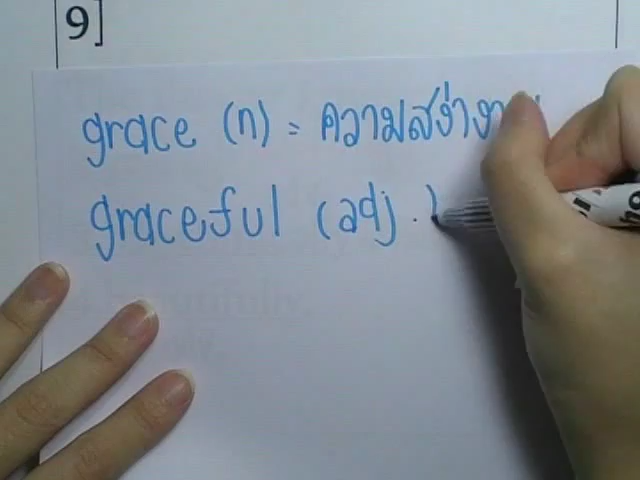 9]
grace (n) = ความสง่างาม
graceful (adj.)